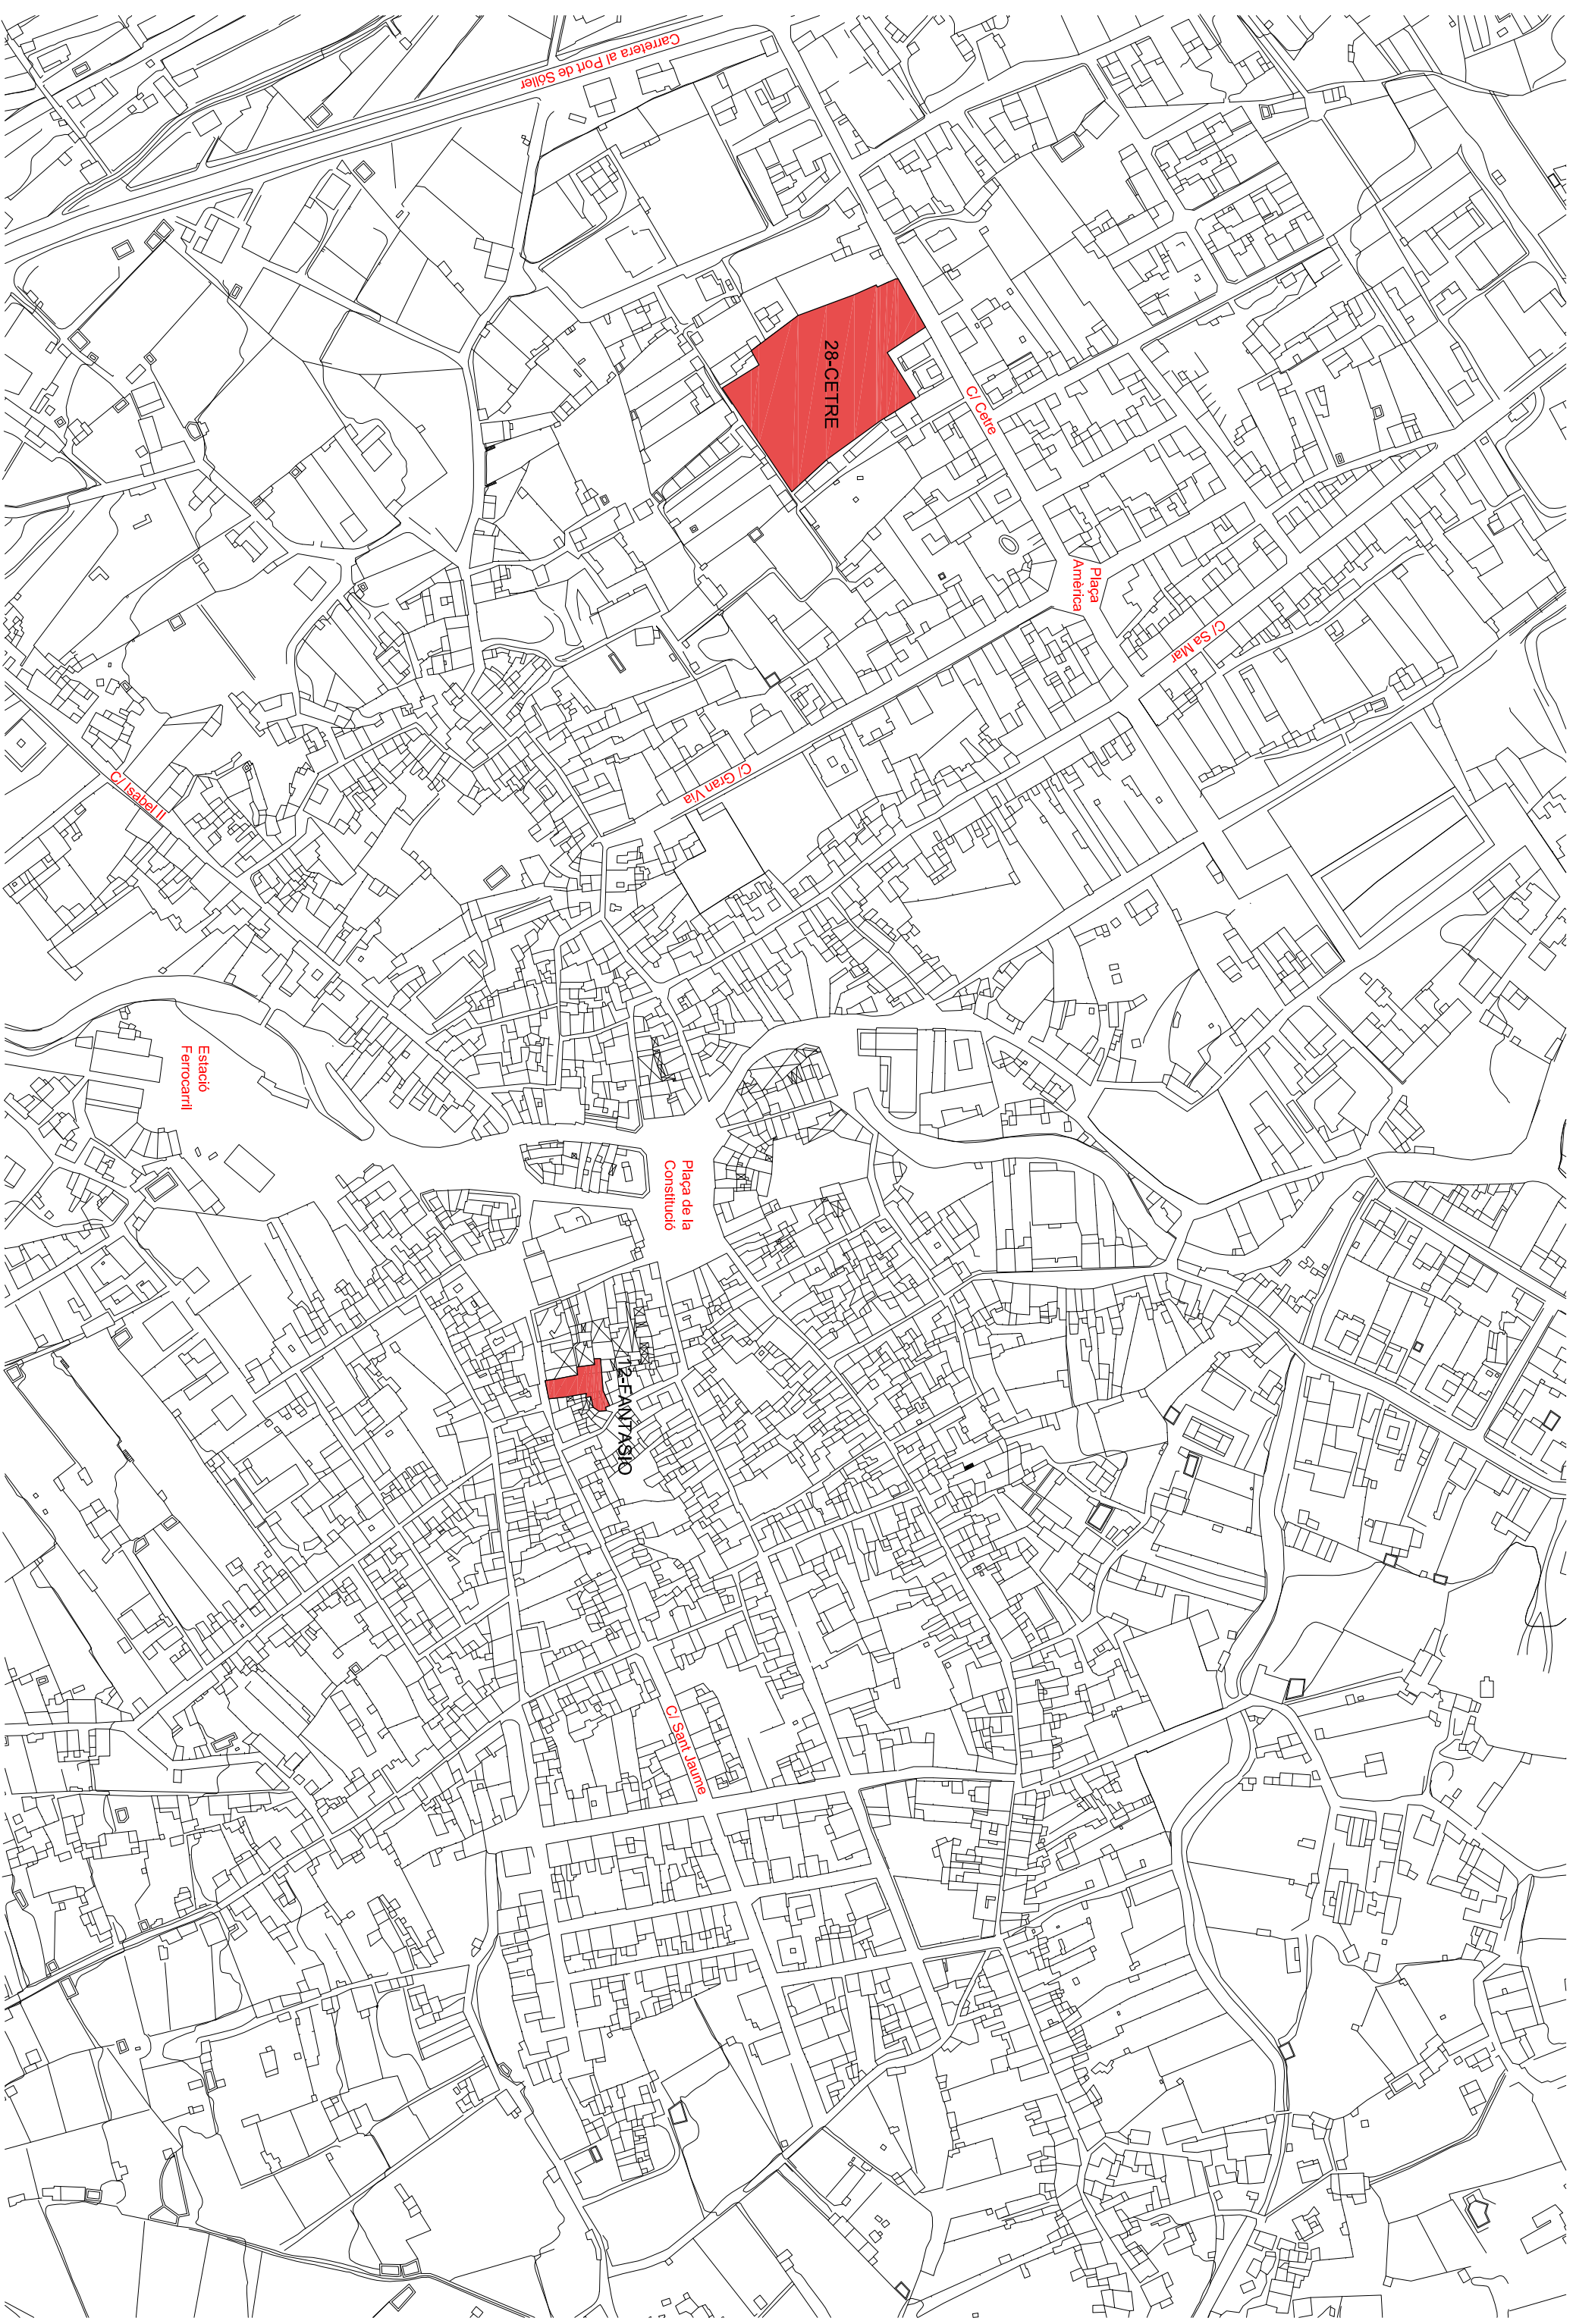 Carretera al Port de Sóller
28-CETRE
C/ Cetre
Plaça
Amèrica
C/ Sa Mar
C/ Gran Via
C/ Isabel II
Estació
Ferrocarril
Plaça de la
Constitució
12-FANTASIO
C/ Sant Jaume